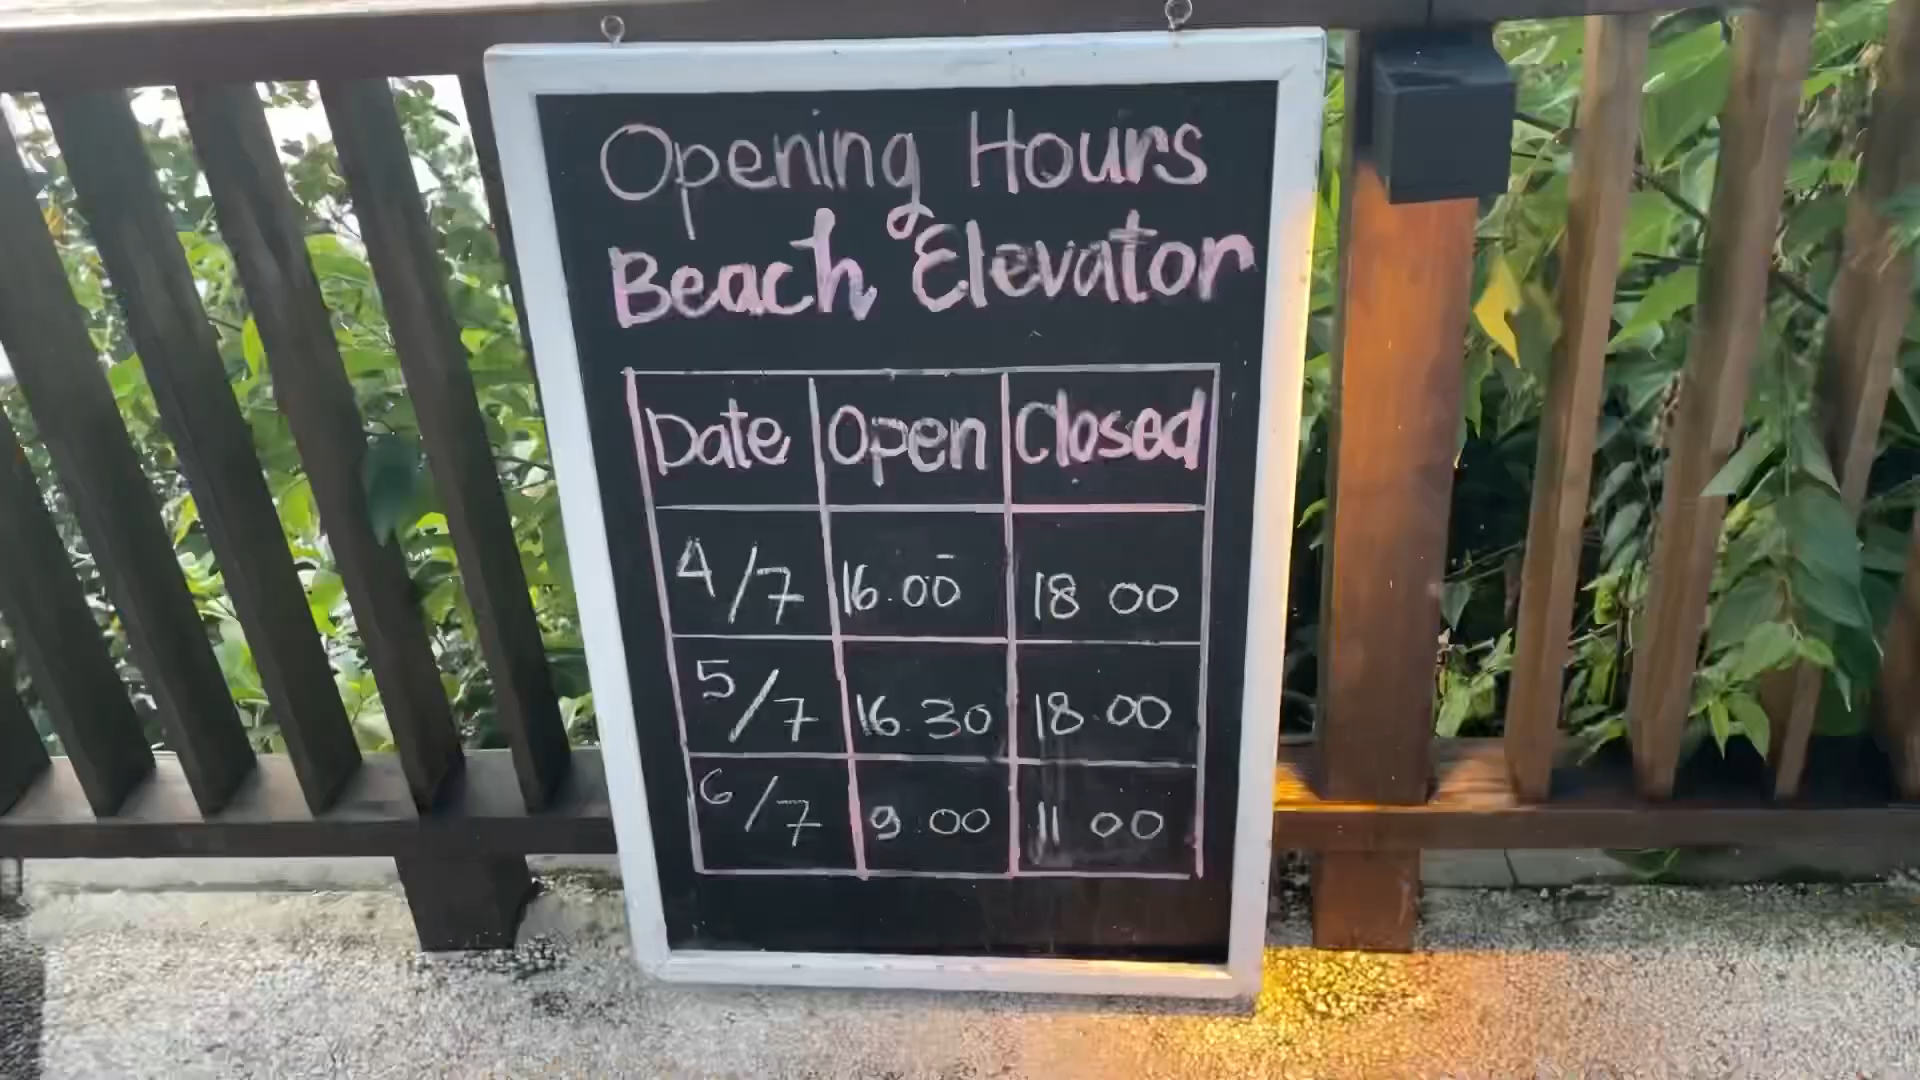 Opening Hours
Beach Elevator
Date Open Closed
4/7 16.00 18 00
5/7 16.30 18.00
6/7 9.00 11 00